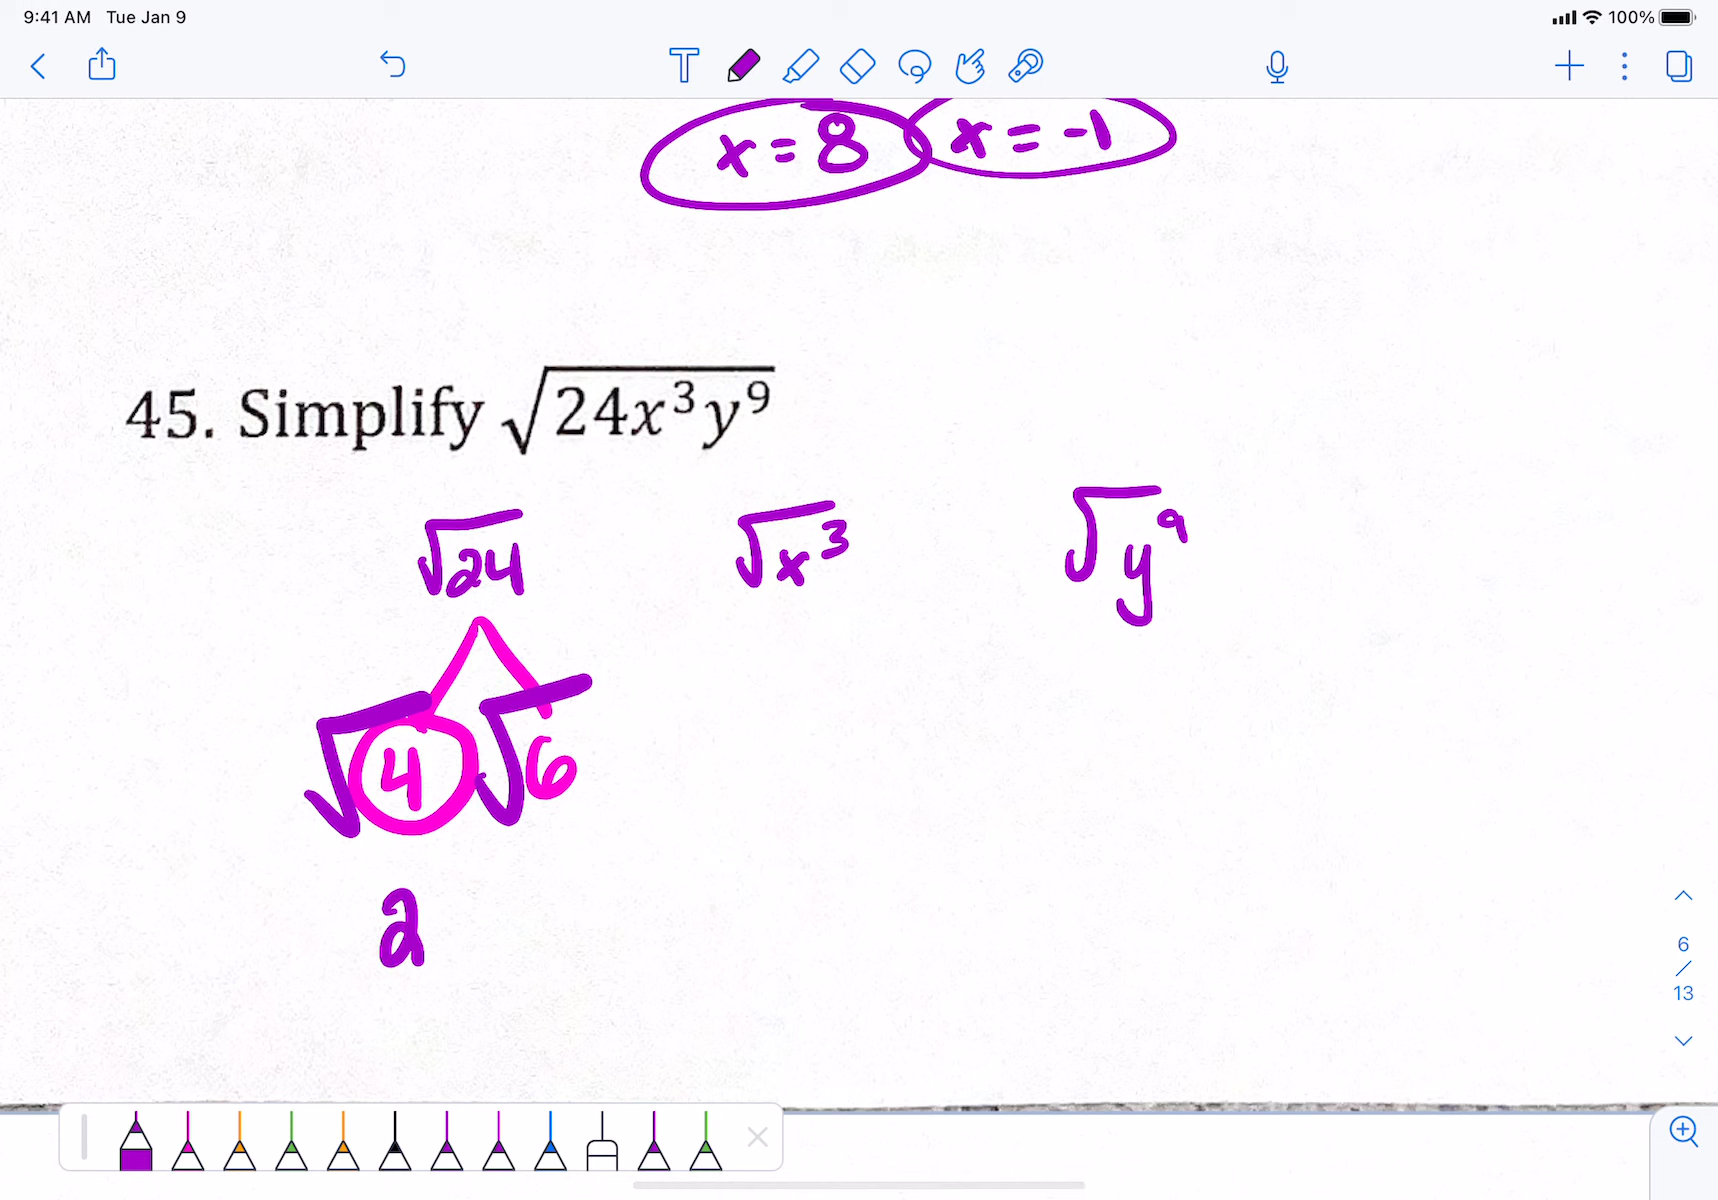 9:41 AM Tue Jan 9 100%
x = 8 x = -1
45. Simplify √24x³y⁹
√24 √x³ √y⁹
√4 √6
2
6
/
13